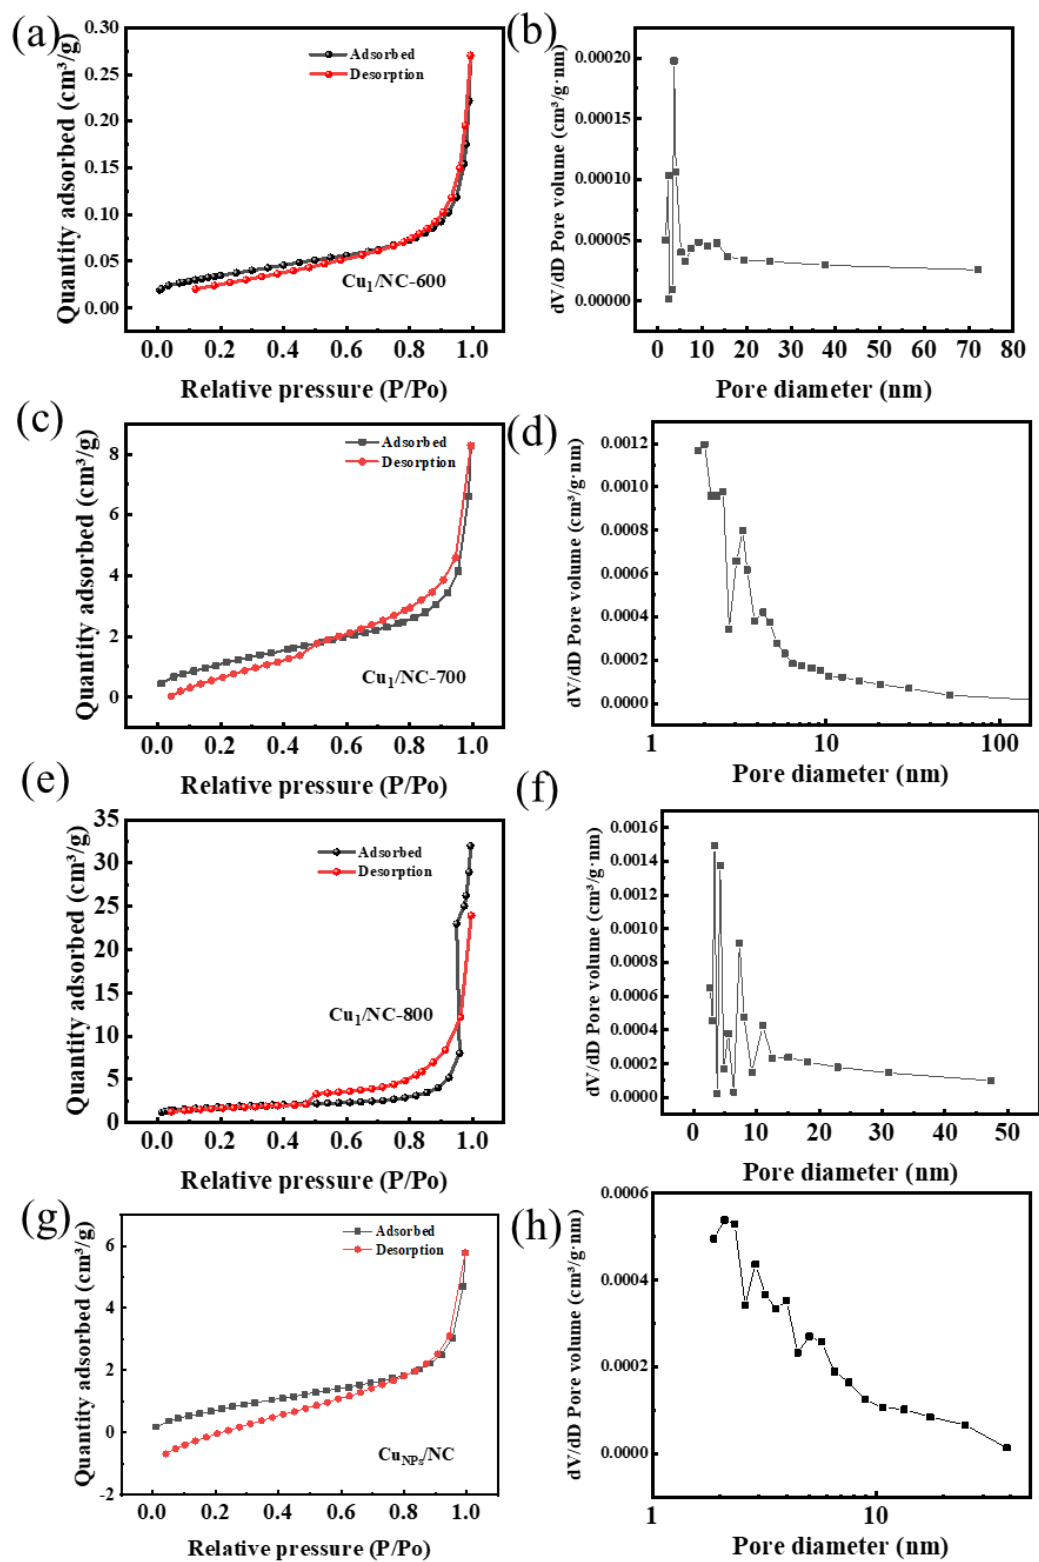 (a)
Quantity adsorbed (cm³/g)
0.30
0.25
0.20
0.15
0.10
0.05
0.00
Adsorbed
Desorption
Cu1/NC-600
0.0 0.2 0.4 0.6 0.8 1.0
Relative pressure (P/Po)
(b)
dV/dD Pore volume (cm³/g·nm)
0.00020
0.00015
0.00010
0.00005
0.00000
0 10 20 30 40 50 60 70 80
Pore diameter (nm)
(c)
Quantity adsorbed (cm³/g)
8
6
4
2
0
Adsorbed
Desorption
Cu1/NC-700
0.0 0.2 0.4 0.6 0.8 1.0
Relative pressure (P/Po)
(d)
dV/dD Pore volume (cm³/g·nm)
0.0012
0.0010
0.0008
0.0006
0.0004
0.0002
0.0000
1 10 100
Pore diameter (nm)
(e)
Quantity adsorbed (cm³/g)
35
30
25
20
15
10
5
0
Adsorbed
Desorption
Cu1/NC-800
0.0 0.2 0.4 0.6 0.8 1.0
Relative pressure (P/Po)
(f)
dV/dD Pore volume (cm³/g·nm)
0.0016
0.0014
0.0012
0.0010
0.0008
0.0006
0.0004
0.0002
0.0000
0 10 20 30 40 50
Pore diameter (nm)
(g)
Quantity adsorbed (cm³/g)
6
4
2
0
-2
Adsorbed
Desorption
CuNPs/NC
0.0 0.2 0.4 0.6 0.8 1.0
Relative pressure (P/Po)
(h)
dV/dD Pore volume (cm³/g·nm)
0.0006
0.0004
0.0002
0.0000
1 10
Pore diameter (nm)